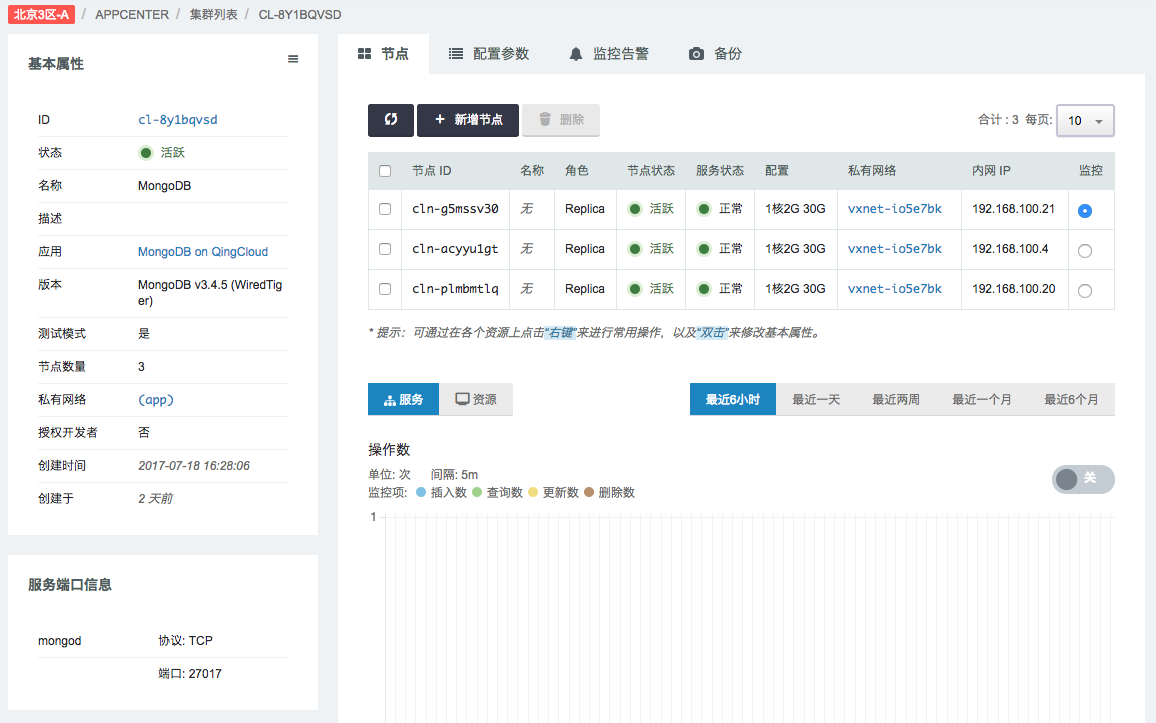 北京3区-A / APPCENTER / 集群列表 / CL-8Y1BQVSD
基本属性
ID cl-8y1bqvsd
状态 活跃
名称 MongoDB
描述
应用 MongoDB on QingCloud
版本 MongoDB v3.4.5 (WiredTig
er)
测试模式 是
节点数量 3
私有网络 (app)
授权开发者 否
创建时间 2017-07-18 16:28:06
创建于 2 天前
服务端口信息
mongod 协议: TCP
端口: 27017
节点 配置参数 监控告警 备份
+ 新增节点 删除 合计 : 3 每页: 10
节点 ID 名称 角色 节点状态 服务状态 配置 私有网络 内网 IP 监控
cln-g5mssv30 无 Replica 活跃 正常 1核2G 30G vxnet-io5e7bk 192.168.100.21
cln-acyyu1gt 无 Replica 活跃 正常 1核2G 30G vxnet-io5e7bk 192.168.100.4
cln-plmbmtlq 无 Replica 活跃 正常 1核2G 30G vxnet-io5e7bk 192.168.100.20
* 提示：可通过在各个资源上点击“右键”来进行常用操作，以及“双击”来修改基本属性。
服务 资源 最近6小时 最近一天 最近两周 最近一个月 最近6个月
操作数
单位: 次 间隔: 5m
监控项: 插入数 查询数 更新数 删除数
关
1